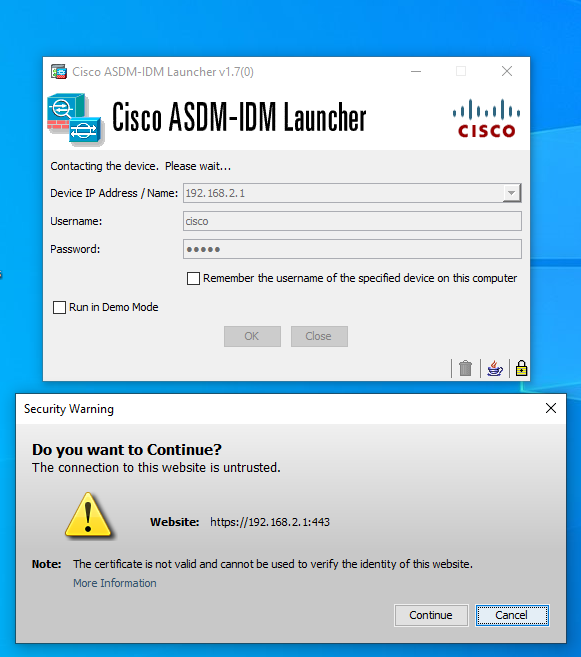 Cisco ASDM-IDM Launcher v1.7(0)
Cisco ASDM-IDM Launcher
CISCO
Contacting the device. Please wait...
Device IP Address / Name: 192.168.2.1
Username: cisco
Password: •••••
Remember the username of the specified device on this computer
Run in Demo Mode
OK Close
Security Warning
Do you want to Continue?
The connection to this website is untrusted.
Website: https://192.168.2.1:443
Note: The certificate is not valid and cannot be used to verify the identity of this website.
More Information
Continue Cancel